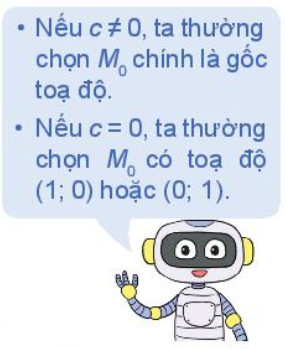 • Nếu c ≠ 0, ta thường
chọn M₀ chính là gốc
toạ độ.
• Nếu c = 0, ta thường
chọn M₀ có toạ độ
(1; 0) hoặc (0; 1).